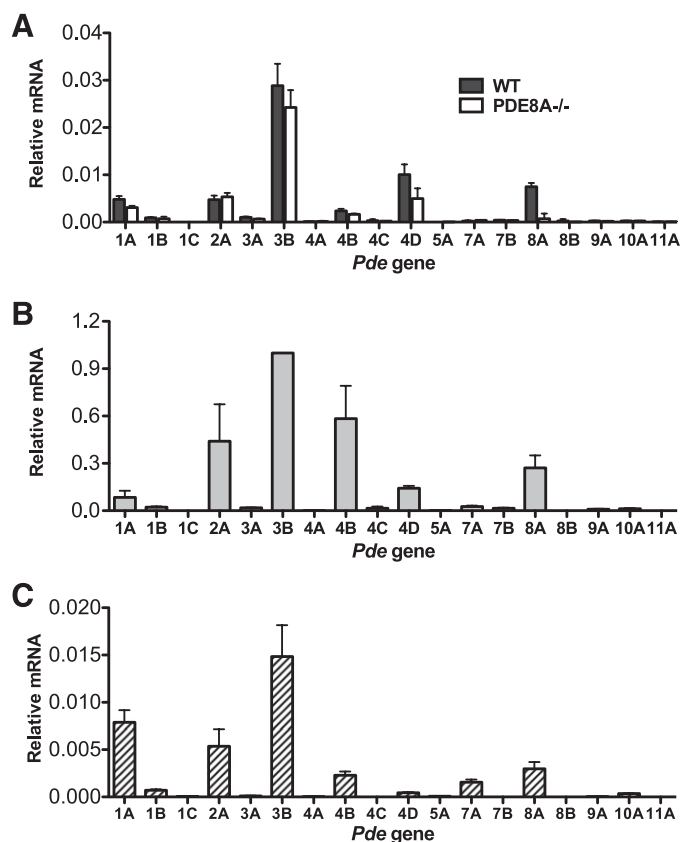 A
Relative mRNA
0.04
0.03
0.02
0.01
0.00
WT
PDE8A-/-
1A 1B 1C 2A 3A 3B 4A 4B 4C 4D 5A 7A 7B 8A 8B 9A 10A 11A
Pde gene
B
Relative mRNA
1.2
0.9
0.6
0.3
0.0
1A 1B 1C 2A 3A 3B 4A 4B 4C 4D 5A 7A 7B 8A 8B 9A 10A 11A
Pde gene
C
Relative mRNA
0.020
0.015
0.010
0.005
0.000
1A 1B 1C 2A 3A 3B 4A 4B 4C 4D 5A 7A 7B 8A 8B 9A 10A 11A
Pde gene